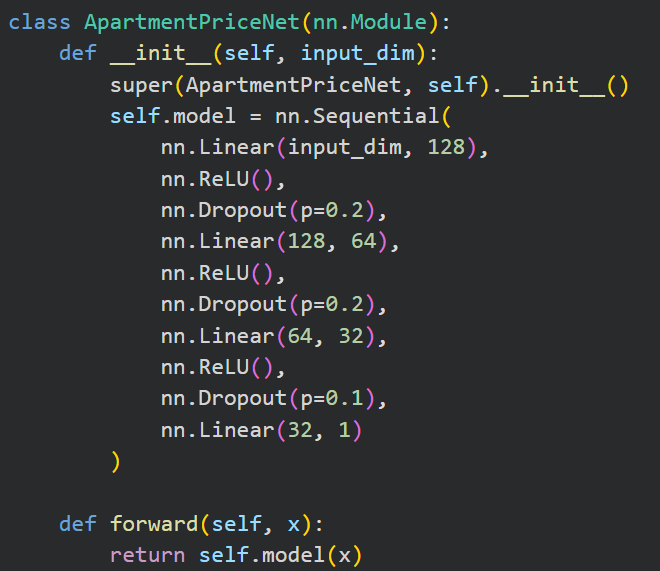 class ApartmentPriceNet(nn.Module):
    def __init__(self, input_dim):
        super(ApartmentPriceNet, self).__init__()
        self.model = nn.Sequential(
            nn.Linear(input_dim, 128),
            nn.ReLU(),
            nn.Dropout(p=0.2),
            nn.Linear(128, 64),
            nn.ReLU(),
            nn.Dropout(p=0.2),
            nn.Linear(64, 32),
            nn.ReLU(),
            nn.Dropout(p=0.1),
            nn.Linear(32, 1)
        )

    def forward(self, x):
        return self.model(x)